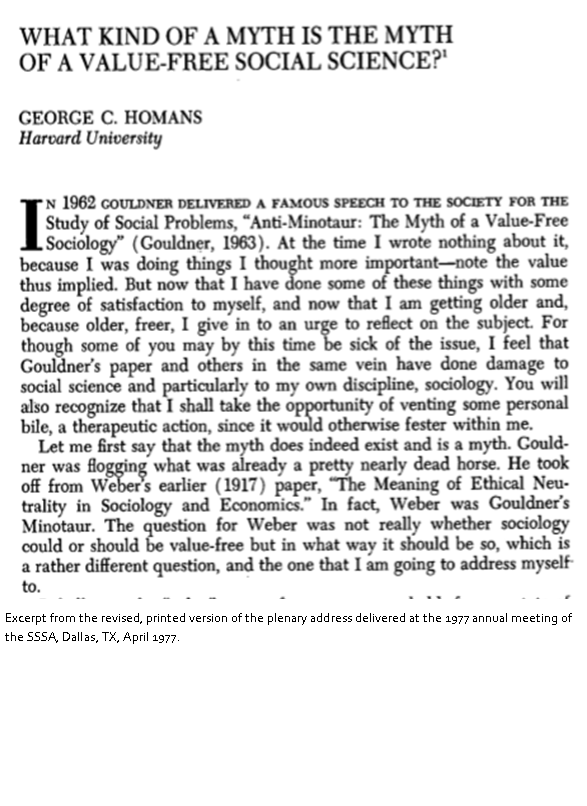 WHAT KIND OF A MYTH IS THE MYTH
OF A VALUE-FREE SOCIAL SCIENCE?¹
GEORGE C. HOMANS
Harvard University
IN 1962 GOULDNER DELIVERED A FAMOUS SPEECH TO THE SOCIETY FOR THE
Study of Social Problems, “Anti-Minotaur: The Myth of a Value-Free
Sociology” (Gouldner, 1963). At the time I wrote nothing about it,
because I was doing things I thought more important—note the value
thus implied. But now that I have done some of these things with some
degree of satisfaction to myself, and now that I am getting older and,
because older, freer, I give in to an urge to reflect on the subject. For
though some of you may by this time be sick of the issue, I feel that
Gouldner's paper and others in the same vein have done damage to
social science and particularly to my own discipline, sociology. You will
also recognize that I shall take the opportunity of venting some personal
bile, a therapeutic action, since it would otherwise fester within me.
Let me first say that the myth does indeed exist and is a myth. Gould-
ner was flogging what was already a pretty nearly dead horse. He took
off from Weber's earlier (1917) paper, “The Meaning of Ethical Neu-
trality in Sociology and Economics.” In fact, Weber was Gouldner's
Minotaur. The question for Weber was not really whether sociology
could or should be value-free but in what way it should be so, which is
a rather different question, and the one that I am going to address myself
to.
Excerpt from the revised, printed version of the plenary address delivered at the 1977 annual meeting of
the SSSA, Dallas, TX, April 1977.